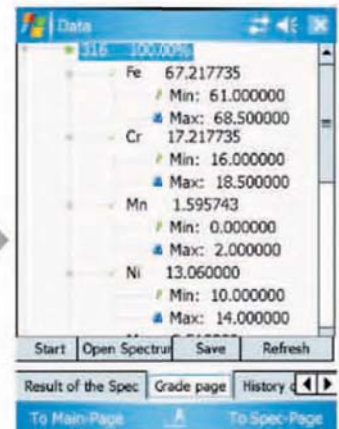 Data
316 100.00%
Fe 67.217735
Min: 61.000000
Max: 68.500000
Cr 17.217735
Min: 16.000000
Max: 18.500000
Mn 1.595743
Min: 0.000000
Max: 2.000000
Ni 13.060000
Min: 10.000000
Max: 14.000000
Start Open Spectrur Save Refresh
Result of the Spec Grade page History
To Main-Page A To Spec-Page